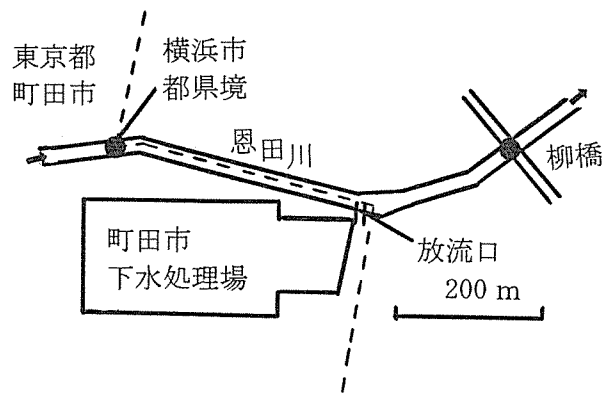 東京都
町田市
横浜市
都県境
恩田川
柳橋
町田市
下水処理場
放流口
200 m